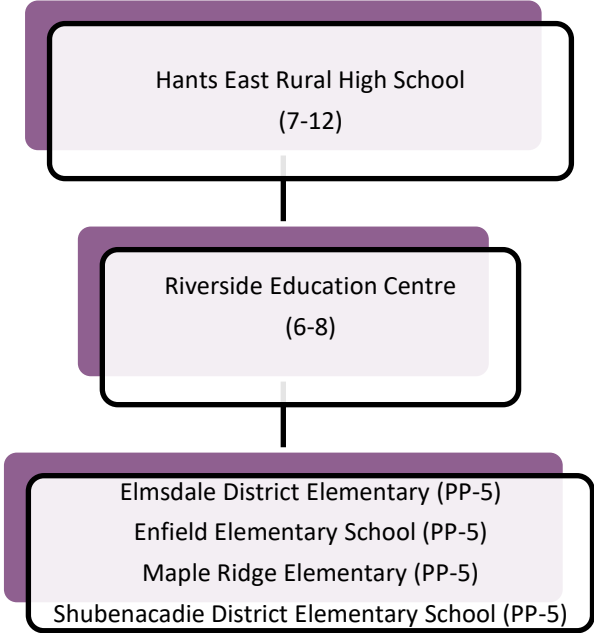 Hants East Rural High School
(7-12)
Riverside Education Centre
(6-8)
Elmsdale District Elementary (PP-5)
Enfield Elementary School (PP-5)
Maple Ridge Elementary (PP-5)
Shubenacadie District Elementary School (PP-5)